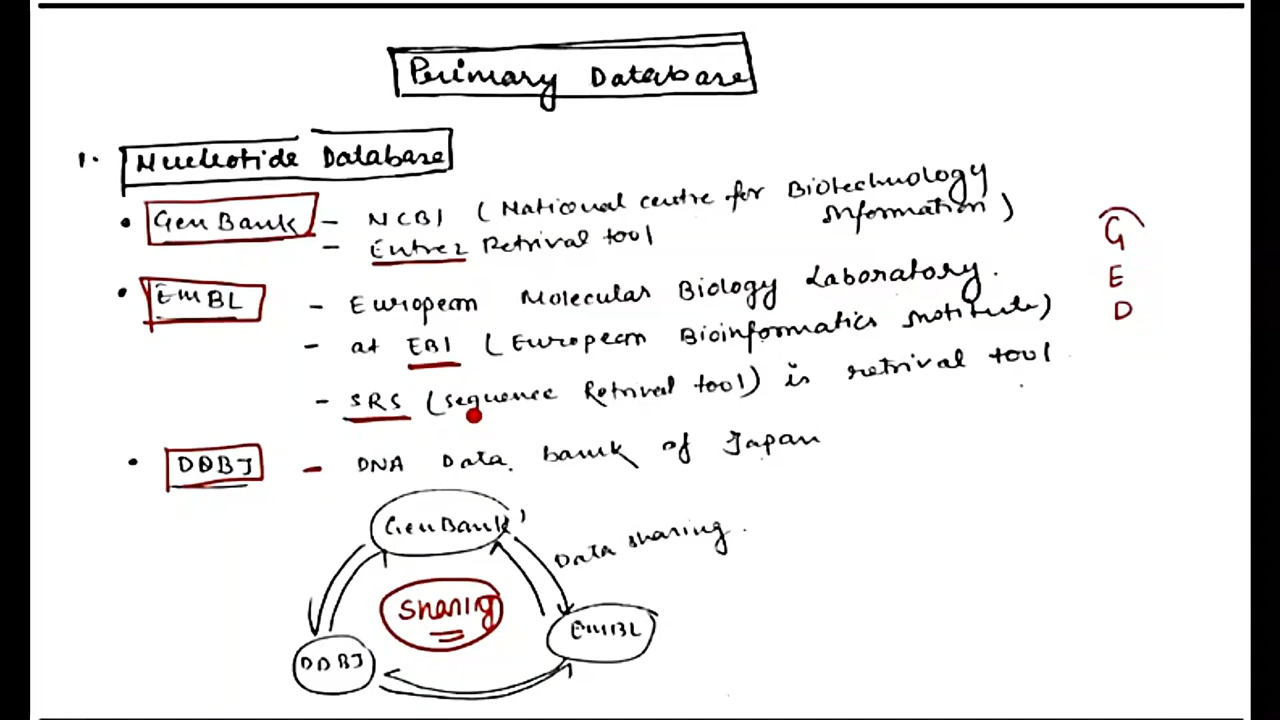 Primary Database
1. Nucleotide Database
• GenBank - NCBI (National centre for Biotechnology Information)
- Entrez Retrival tool
G
E
D
• EMBL - European Molecular Biology Laboratory.
- at EBI (European Bioinformatics Institute)
- SRS (sequence Retrival tool) is retrival tool
• DDBJ - DNA Data bank of Japan
GenBank
Data sharing.
Sharing
EMBL
DDBJ